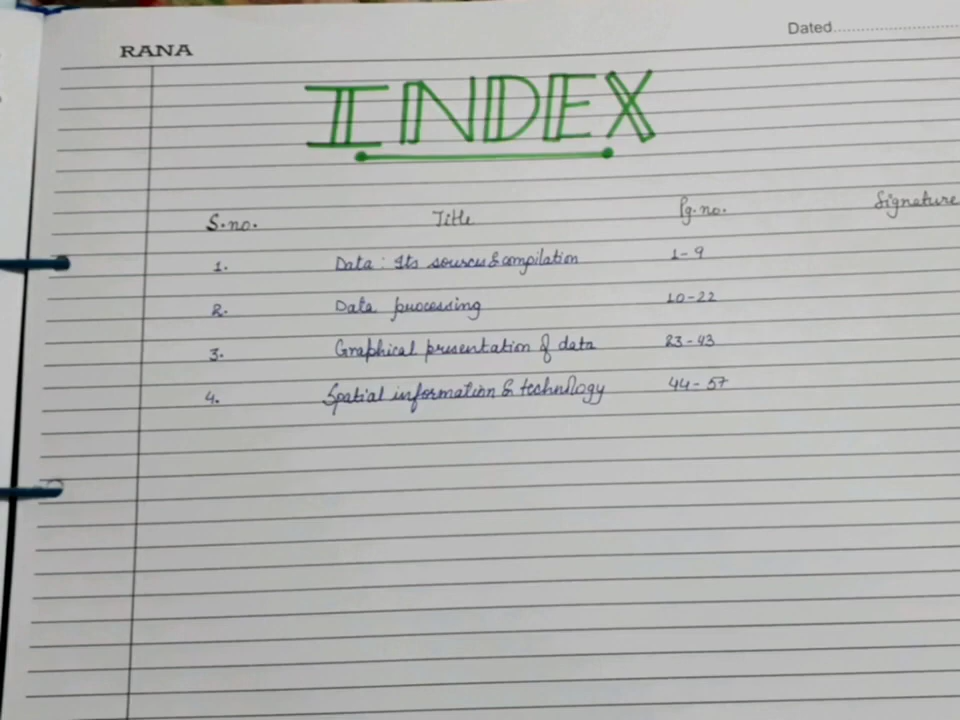 Dated
RANA
INDEX
S.no. Title Pg.no. Signature
1. Data : Its sources & compilation 1-9
2. Data processing 10-22
3. Graphical presentation of data 23-43
4. Spatial information & technology 44-57